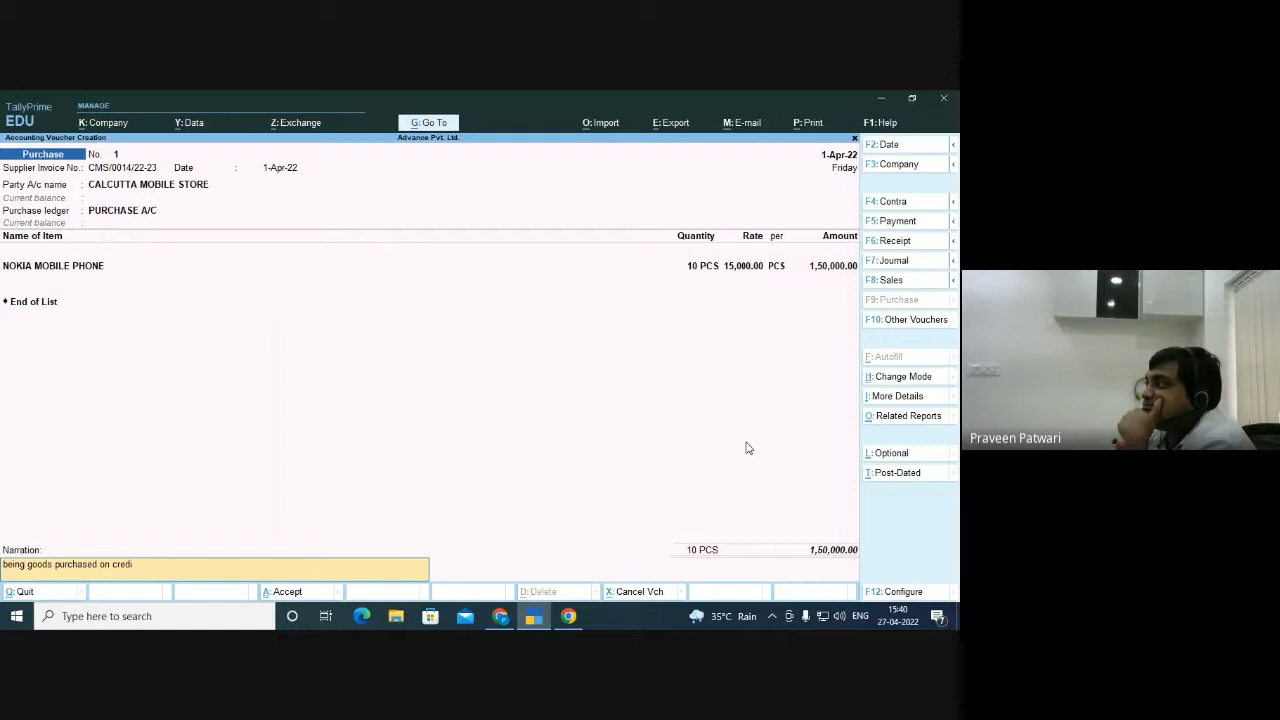 TallyPrime
EDU
MANAGE
K: Company
Y: Data
Z: Exchange
G: Go To
O: Import
E: Export
M: E-mail
P: Print
F1: Help
Accounting Voucher Creation
Advance Pvt. Ltd.
Purchase No. 1
1-Apr-22
Supplier Invoice No.: CMS/0014/22-23 Date : 1-Apr-22
Friday
Party A/c name : CALCUTTA MOBILE STORE
Current balance :
Purchase ledger : PURCHASE A/C
Current balance :
Name of Item Quantity Rate per Amount
NOKIA MOBILE PHONE 10 PCS 15,000.00 PCS 1,50,000.00
♦ End of List
Narration:
10 PCS 1,50,000.00
being goods purchased on credi
Q: Quit
A: Accept
D: Delete
X: Cancel Vch
F2: Date
F3: Company
F4: Contra
F5: Payment
F6: Receipt
F7: Journal
F8: Sales
F9: Purchase
F10: Other Vouchers
F: Autofill
H: Change Mode
I: More Details
O: Related Reports
L: Optional
T: Post-Dated
F12: Configure
Type here to search
35°C Rain
ENG
15:40
27-04-2022
7
Praveen Patwari